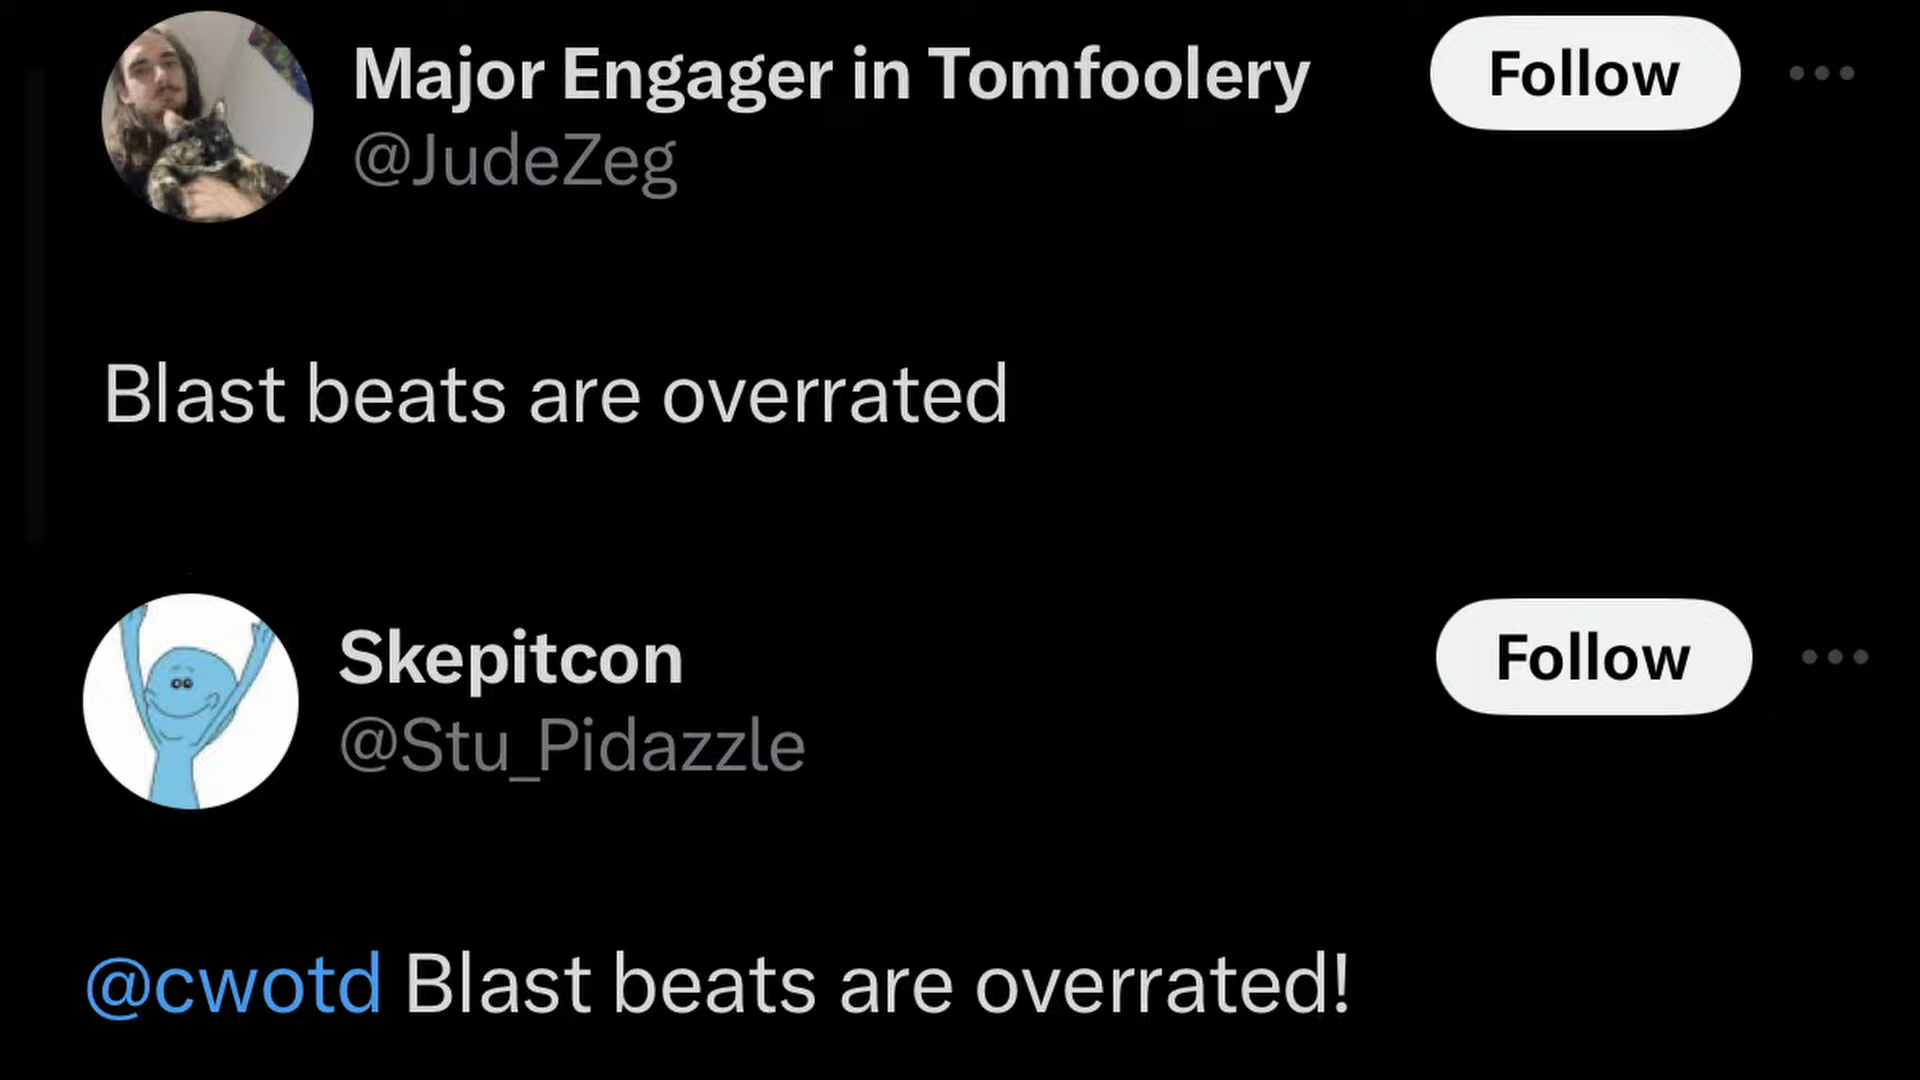 Major Engager in Tomfoolery
Follow
@JudeZeg
Blast beats are overrated
Skepitcon
Follow
@Stu_Pidazzle
@cwotd Blast beats are overrated!